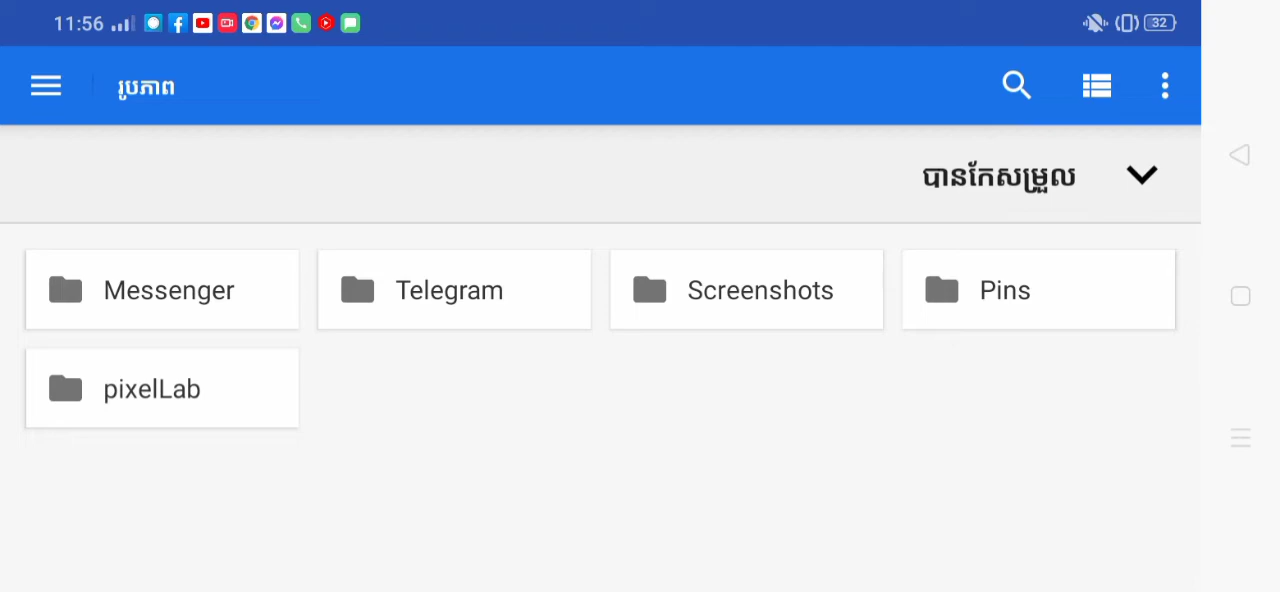 11:56
32
រូបភាព
បានកែសម្រួល
Messenger
Telegram
Screenshots
Pins
pixelLab